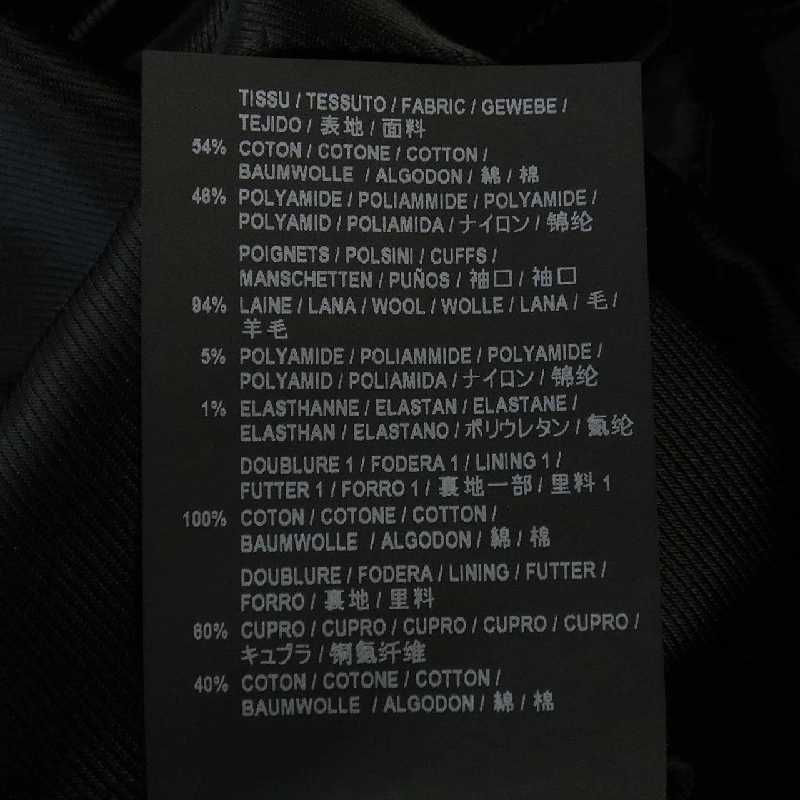 TISSU / TESSUTO / FABRIC / GEWEBE /
TEJIDO / 表地 / 面料
54% COTON / COTONE / COTTON /
BAUMWOLLE / ALGODON / 綿 / 棉
46% POLYAMIDE / POLIAMMIDE / POLYAMIDE /
POLYAMID / POLIAMIDA / ナイロン / 锦纶
POIGNETS / POLSINI / CUFFS /
MANSCHETTEN / PUÑOS / 袖口 / 袖口
94% LAINE / LANA / WOOL / WOLLE / LANA / 毛 /
羊毛
5% POLYAMIDE / POLIAMMIDE / POLYAMIDE /
POLYAMID / POLIAMIDA / ナイロン / 锦纶
1% ELASTHANNE / ELASTAN / ELASTANE /
ELASTHAN / ELASTANO / ポリウレタン / 氨纶
DOUBLURE 1 / FODERA 1 / LINING 1 /
FUTTER 1 / FORRO 1 / 裏地一部 / 里料 1
100% COTON / COTONE / COTTON /
BAUMWOLLE / ALGODON / 綿 / 棉
DOUBLURE / FODERA / LINING / FUTTER /
FORRO / 裏地 / 里料
60% CUPRO / CUPRO / CUPRO / CUPRO / CUPRO /
キュプラ / 铜氨纤维
40% COTON / COTONE / COTTON /
BAUMWOLLE / ALGODON / 綿 / 棉